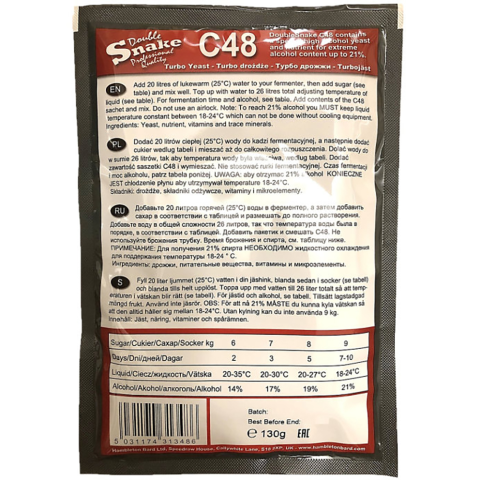 Double Snake
Professional Quality
C48
DoubleSnake C48 contains
alcohol yeast
and nutrient for extreme
alcohol content up to 21%.
Turbo Yeast - Turbo drożdże - Турбо дрожжи - Turbojäst
EN
Add 20 litres of lukewarm (25°C) water to your fermenter, then add sugar (see
table) and mix well. Top up with water to 26 litres total adjusting temperature of
liquid (see table). For fermentation time and alcohol, see table. Add contents of the C48
sachet and mix. Do not use an airlock. Note: To reach 21% alcohol you MUST keep liquid
temperature constant between 18-24°C which can not be done without cooling equipment.
Ingredients: Yeast, nutrient, vitamins and trace minerals.
PL
Dodać 20 litrów ciepłej (25°C) wody do kadzi fermentacyjnej, a następnie dodać
cukier według tabeli i mieszać aż do całkowitego rozpuszczenia. Dolać wody do
w sumie 26 litrów, tak aby temperatura wody była według tabeli. Dodać
zawartość saszetki C48 i wymieszać. Nie stosować rurki fermentacyjnej. Czas fermentacji
i moc alkoholu, patrz tabela poniżej. UWAGA: aby otrzymać 21% alkohol KONIECZNE
JEST chłodzenie płynu aby utrzymywał temperaturę 18-24°C.
Składniki: drożdże, składniki odżywcze, witaminy i mikroelementy.
RU
Добавьте 20 литров горячей (25°C) воды в ферментер, а затем добавить
сахар в соответствии с таблицей и размешать до полного растворения.
Добавьте воду в общей сложности 26 литров, так что температура воды была в
порядке, в соответствии с таблицей. Добавить пакетик и смешать C48. Не
используйте брожения трубку. Время брожения и спирта, см. таблицу ниже.
ПРИМЕЧАНИЕ: Для получения 21% спирта НЕОБХОДИМО жидкостного охлаждения
для поддержания температуры 18-24 ° C.
Ингредиенты: дрожжи, питательные вещества, витамины и микроэлементы.
S
Fyll 20 liter ljummet (25°C) vatten i din jäshink, blanda sedan i socker (se tabell)
och blanda tills helt upplöst. Toppa upp med vatten till 26 liter totalt så att temp-
eraturen i vätskan blir rätt (se tabell). För jästid och alkohol, se tabell. Tillsätt lagstadgad
mängd frukt. Använd inte jäsrör. OBS: För att nå 21% MÅSTE du kunna kyla vätskan så
att den alltid håller sig mellan 18-24°C. Utan kylning kan du inte använda 9 kg.
Innehåll: Jäst, näring, vitaminer och spårämnen.
Sugar/Cukier/Сахар/Socker kg 6 7 8 9
Days/Dni/дней/Dagar 2 3 5 7-10
Liquid/Ciecz/жидкость/Vätska 20-35°C 20-30°C 20-27°C 18-24°C
Alcohol/Akohol/алкоголь/Alkohol 14% 17% 19% 21%
Batch:
Best Before End:
℮ 130g EAC
5 031174 313486
Hambleton Bard Ltd,
www.hambletonbard.com